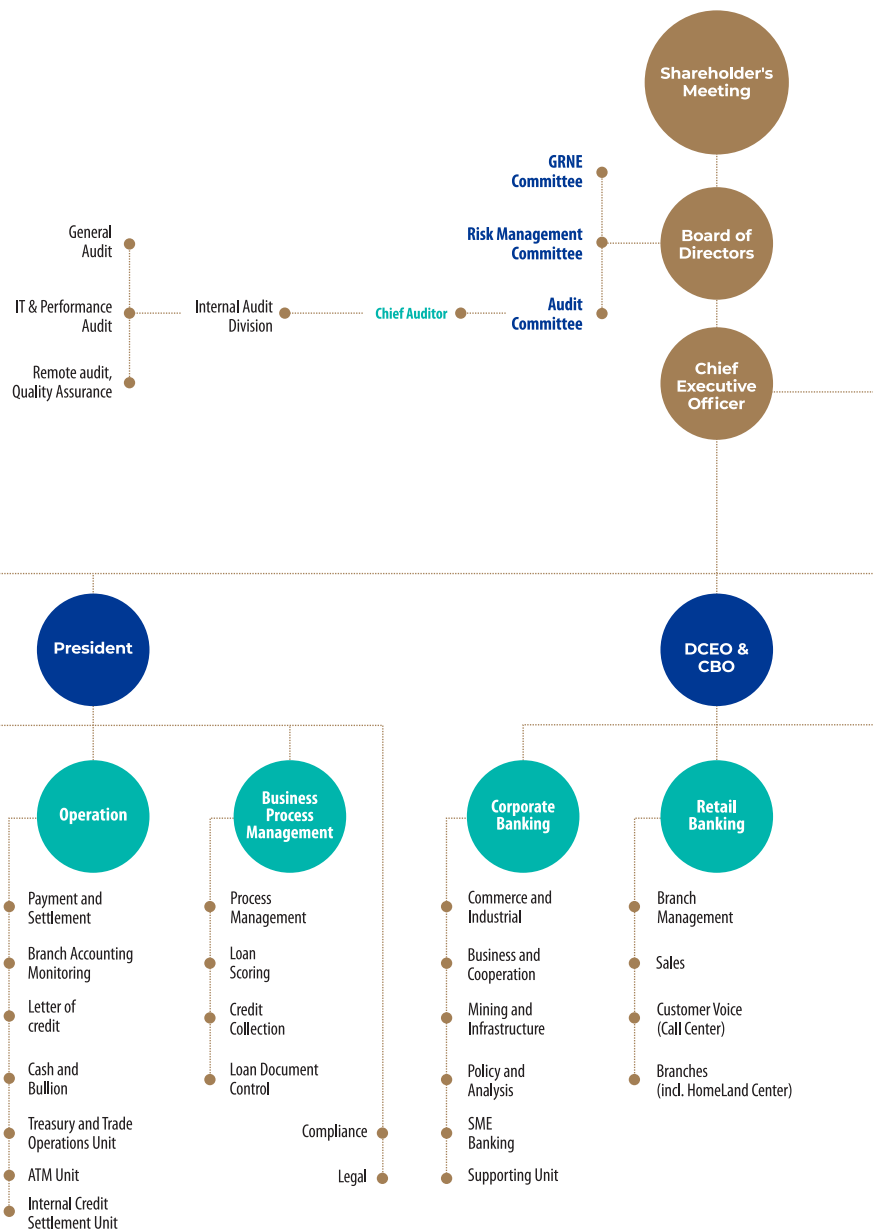 Shareholder's
Meeting
GRNE
Committee
Risk Management
Committee
Board of
Directors
General
Audit
IT & Performance
Audit
Internal Audit
Division
Chief Auditor
Audit
Committee
Remote audit,
Quality Assurance
Chief
Executive
Officer
President
DCEO &
CBO
Operation
Business
Process
Management
Corporate
Banking
Retail
Banking
Payment and
Settlement
Branch Accounting
Monitoring
Letter of
credit
Cash and
Bullion
Treasury and Trade
Operations Unit
ATM Unit
Internal Credit
Settlement Unit
Process
Management
Loan
Scoring
Credit
Collection
Loan Document
Control
Compliance
Legal
Commerce and
Industrial
Business and
Cooperation
Mining and
Infrastructure
Policy and
Analysis
SME
Banking
Supporting Unit
Branch
Management
Sales
Customer Voice
(Call Center)
Branches
(incl. HomeLand Center)